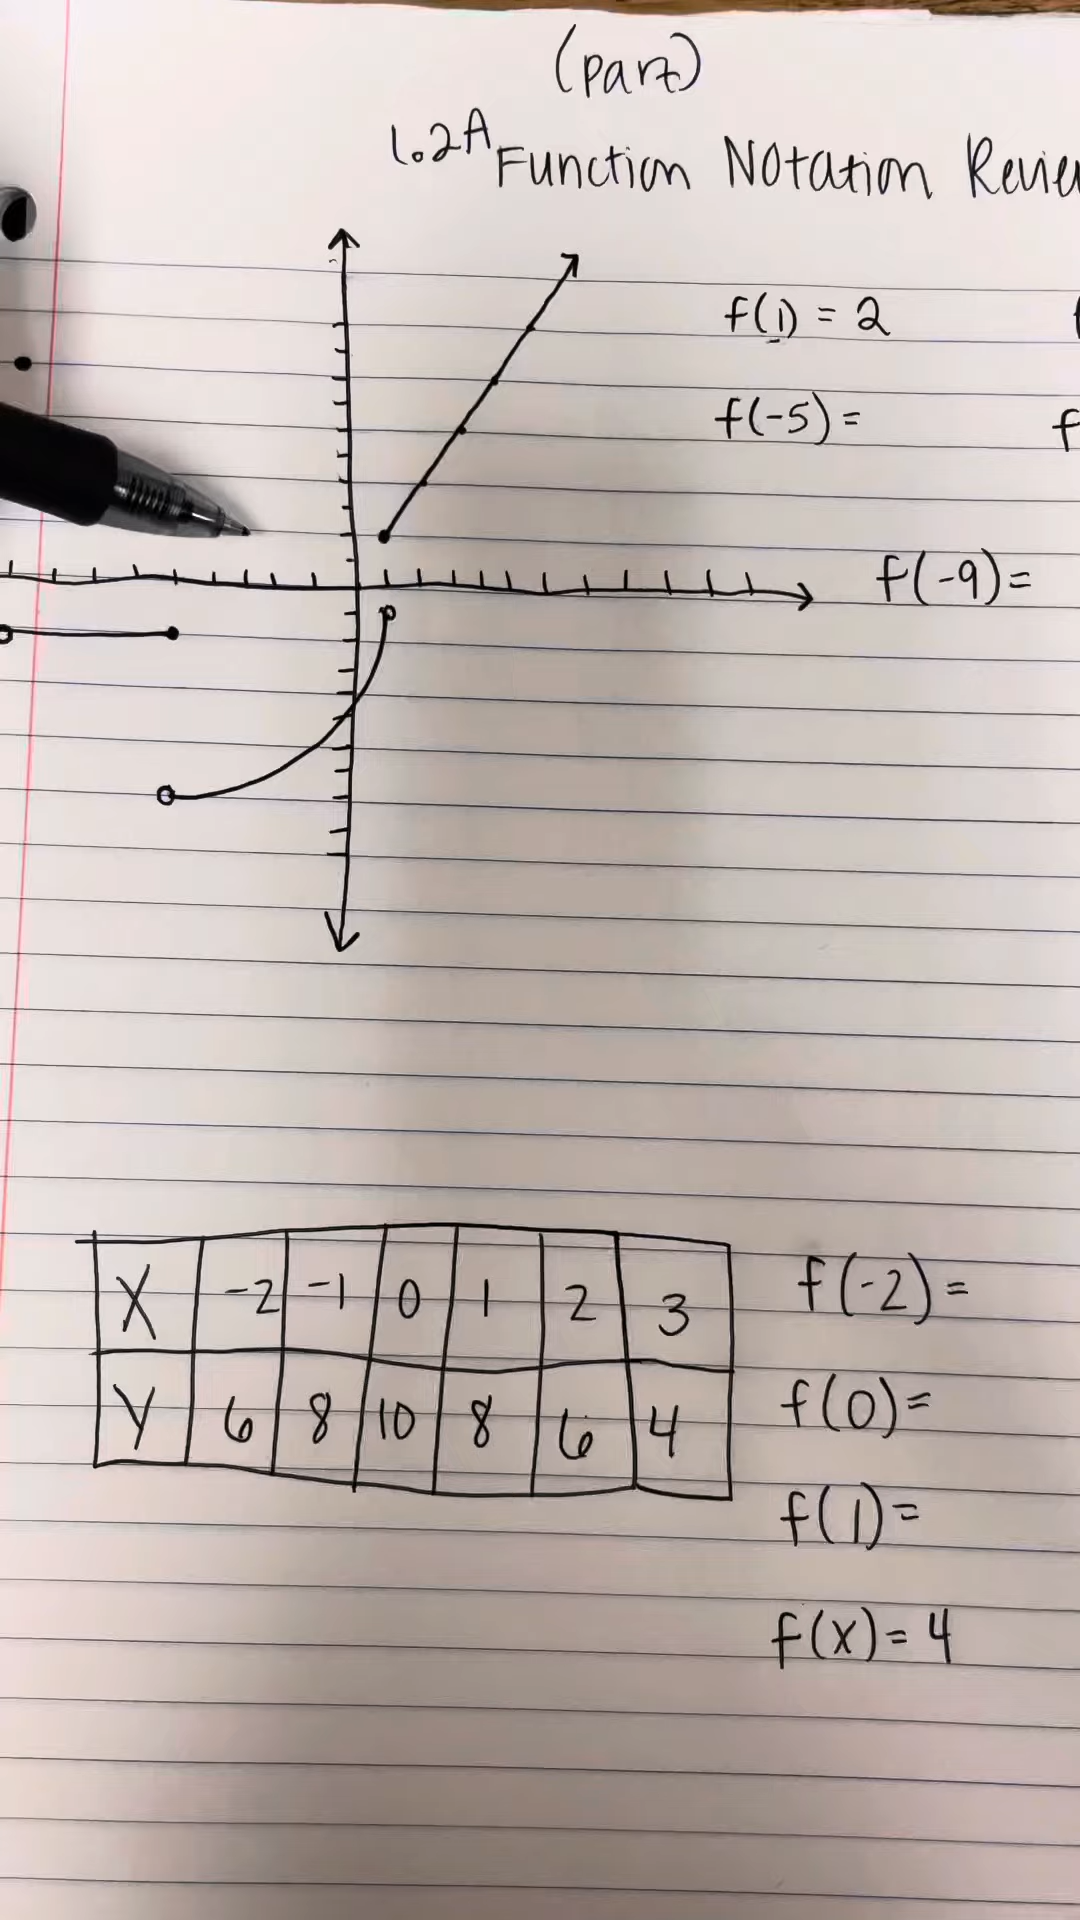 (part)
1.2A Function Notation
f(1) = 2
f(-5) =
f(-9) =
X -2 -1 0 1 2 3
Y 6 8 10 8 6 4
f(-2) =
f(0) =
f(1) =
f(x) = 4